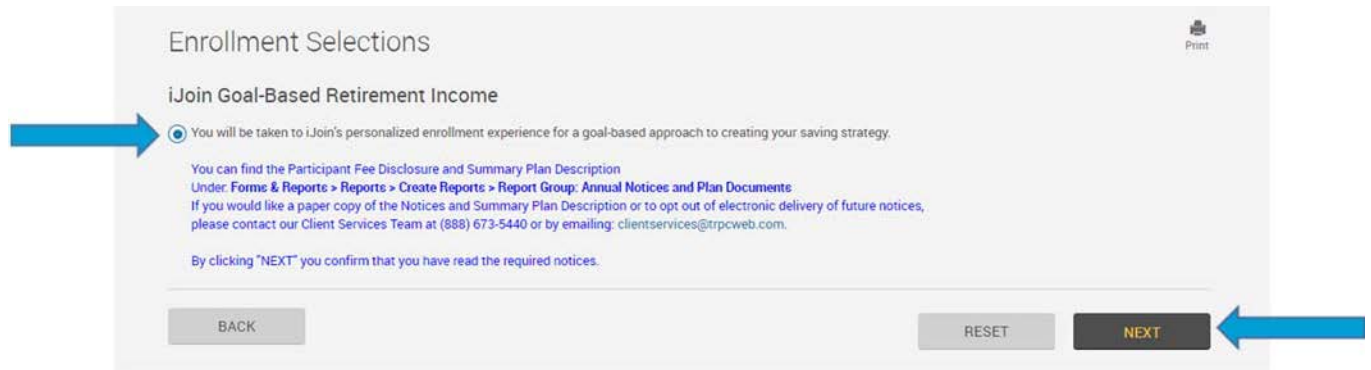 Enrollment Selections
Print
iJoin Goal-Based Retirement Income
You will be taken to iJoin's personalized enrollment experience for a goal-based approach to creating your saving strategy.
You can find the Participant Fee Disclosure and Summary Plan Description
Under: Forms & Reports > Reports > Create Reports > Report Group: Annual Notices and Plan Documents
If you would like a paper copy of the Notices and Summary Plan Description or to opt out of electronic delivery of future notices,
please contact our Client Services Team at (888) 673-5440 or by emailing: clientservices@trpcweb.com.
By clicking "NEXT" you confirm that you have read the required notices.
BACK
RESET
NEXT